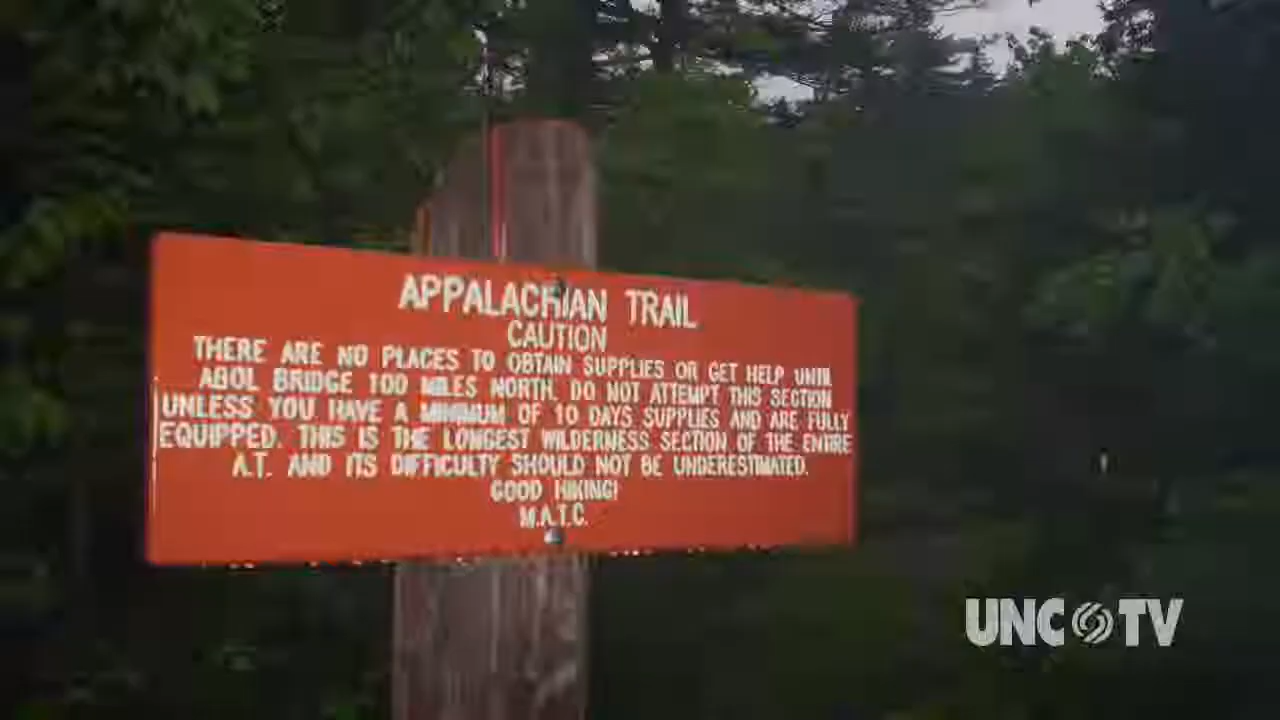 APPALACHIAN TRAIL
CAUTION
THERE ARE NO PLACES TO OBTAIN SUPPLIES OR GET HELP UNTIL
ABOL BRIDGE 100 MILES NORTH. DO NOT ATTEMPT THIS SECTION
UNLESS YOU HAVE A MINIMUM OF 10 DAYS SUPPLIES AND ARE FULLY
EQUIPPED. THIS IS THE LONGEST WILDERNESS SECTION OF THE ENTIRE
A.T. AND ITS DIFFICULTY SHOULD NOT BE UNDERESTIMATED.
GOOD HIKING!
M.A.T.C.
UNC TV